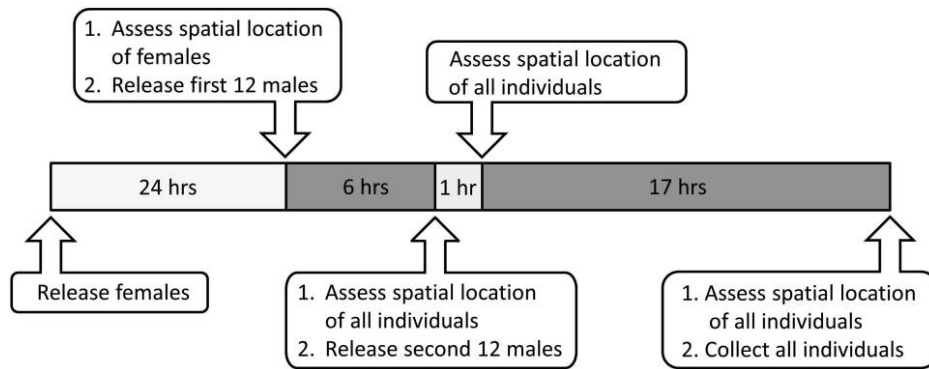 1. Assess spatial location
of females
2. Release first 12 males
Assess spatial location
of all individuals
24 hrs
6 hrs
1 hr
17 hrs
Release females
1. Assess spatial location
of all individuals
2. Release second 12 males
1. Assess spatial location
of all individuals
2. Collect all individuals